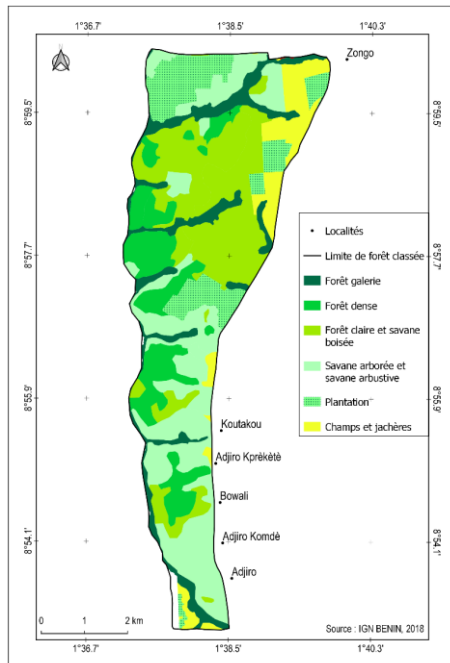 1°36.7' 1°38.5' 1°40.3'
Zongo
8°59.5' 8°59.5'
Localités
Limite de forêt classée
8°57.7' 8°57.7'
Forêt galerie
Forêt dense
Forêt claire et savane
boisée
Savane arborée et
savane arbustive
Plantation
Champs et jachères
8°55.9' 8°55.9'
Koutakou
Adjiro Kprèkètè
Bowali
8°54.1' 8°54.1'
Adjiro Komdè
Adjiro
0 1 2 km
Source : IGN BENIN, 2018
1°36.7' 1°38.5' 1°40.3'